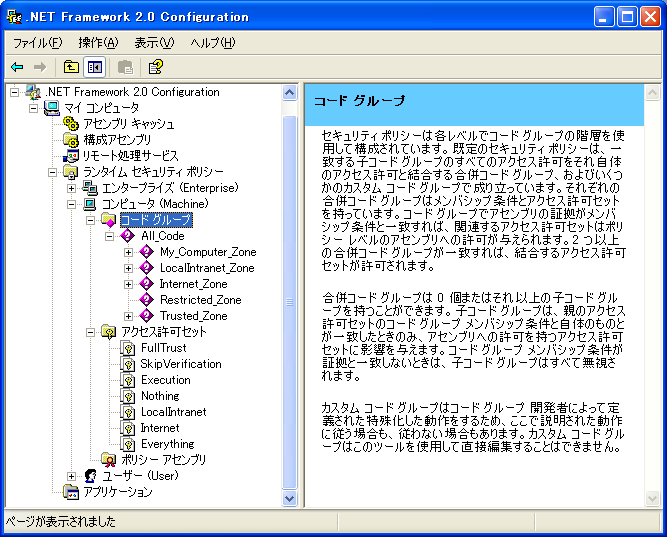 .NET Framework 2.0 Configuration
ファイル(F) 操作(A) 表示(V) ヘルプ(H)
.NET Framework 2.0 Configuration
マイ コンピュータ
アセンブリ キャッシュ
構成アセンブリ
リモート処理サービス
ランタイム セキュリティ ポリシー
エンタープライズ (Enterprise)
コンピュータ (Machine)
コード グループ
All_Code
My_Computer_Zone
LocalIntranet_Zone
Internet_Zone
Restricted_Zone
Trusted_Zone
アクセス許可セット
FullTrust
SkipVerification
Execution
Nothing
LocalIntranet
Internet
Everything
ポリシー アセンブリ
ユーザー (User)
アプリケーション
コード グループ
セキュリティ ポリシーは各レベルでコード グループの階層を使
用して構成されています。既定のセキュリティ ポリシーは、一
致する子コード グループのすべてのアクセス許可をそれ自体
のアクセス許可と結合する合併コード グループ、およびいくつ
かのカスタム コード グループで成り立っています。それぞれの
合併コード グループはメンバシップ条件とアクセス許可セット
を持っています。コード グループでアセンブリの証拠がメンバ
シップ条件と一致すれば、関連するアクセス許可セットはポリ
シー レベルのアセンブリへの許可が与えられます。2 つ以上
の合併コード グループが一致すれば、結合するアクセス許可
セットが許可されます。
合併コード グループは 0 個またはそれ以上の子コード グル
ープを持つことができます。子コード グループは、親のアクセス
許可セットのコード グループ メンバシップ条件と自体のものと
が一致したときのみ、アセンブリへの許可を持つアクセス許可
セットに影響を与えます。コード グループ メンバシップ条件が
証拠と一致しないときは、子コード グループはすべて無視さ
れます。
カスタム コード グループはコード グループ 開発者によって定
義された特殊化した動作をするため、ここで説明された動作
に従う場合も、従わない場合もあります。カスタム コード グル
ープはこのツールを使用して直接編集することはできません。
ページが表示されました